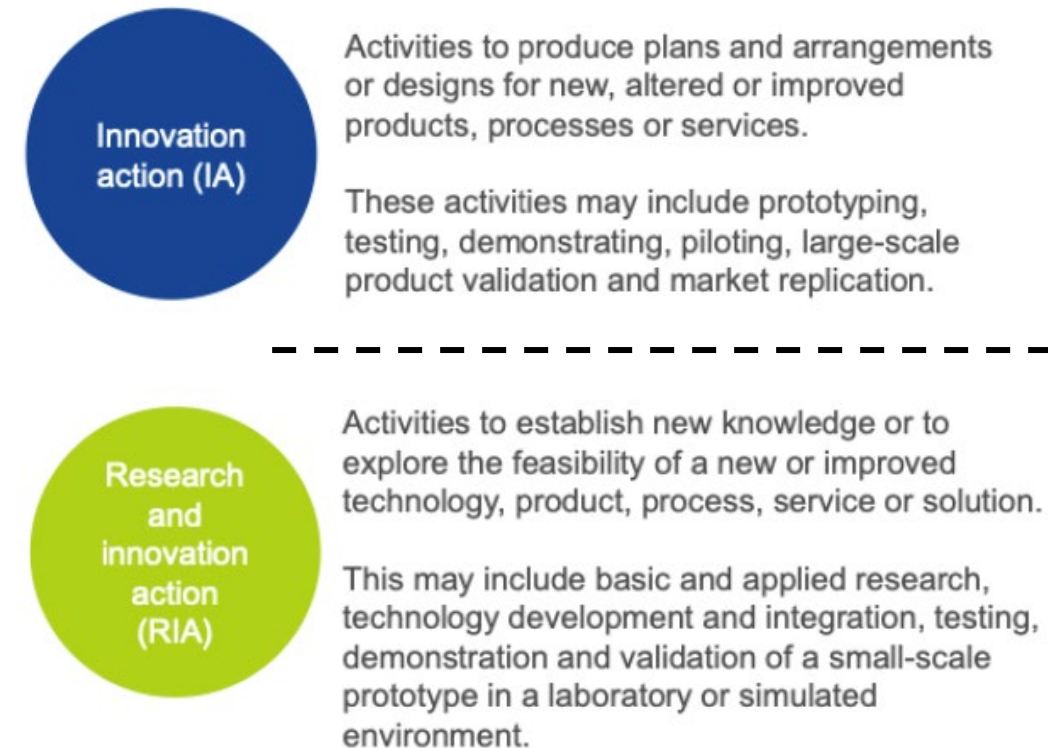 Innovation
action (IA)
Activities to produce plans and arrangements
or designs for new, altered or improved
products, processes or services.
These activities may include prototyping,
testing, demonstrating, piloting, large-scale
product validation and market replication.
Research
and
innovation
action
(RIA)
Activities to establish new knowledge or to
explore the feasibility of a new or improved
technology, product, process, service or solution.
This may include basic and applied research,
technology development and integration, testing,
demonstration and validation of a small-scale
prototype in a laboratory or simulated
environment.